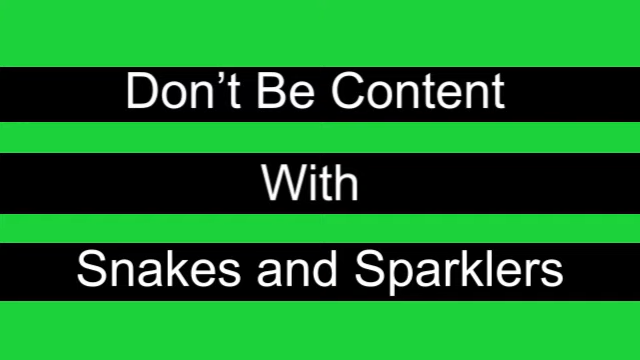 Don’t Be Content
With
Snakes and Sparklers